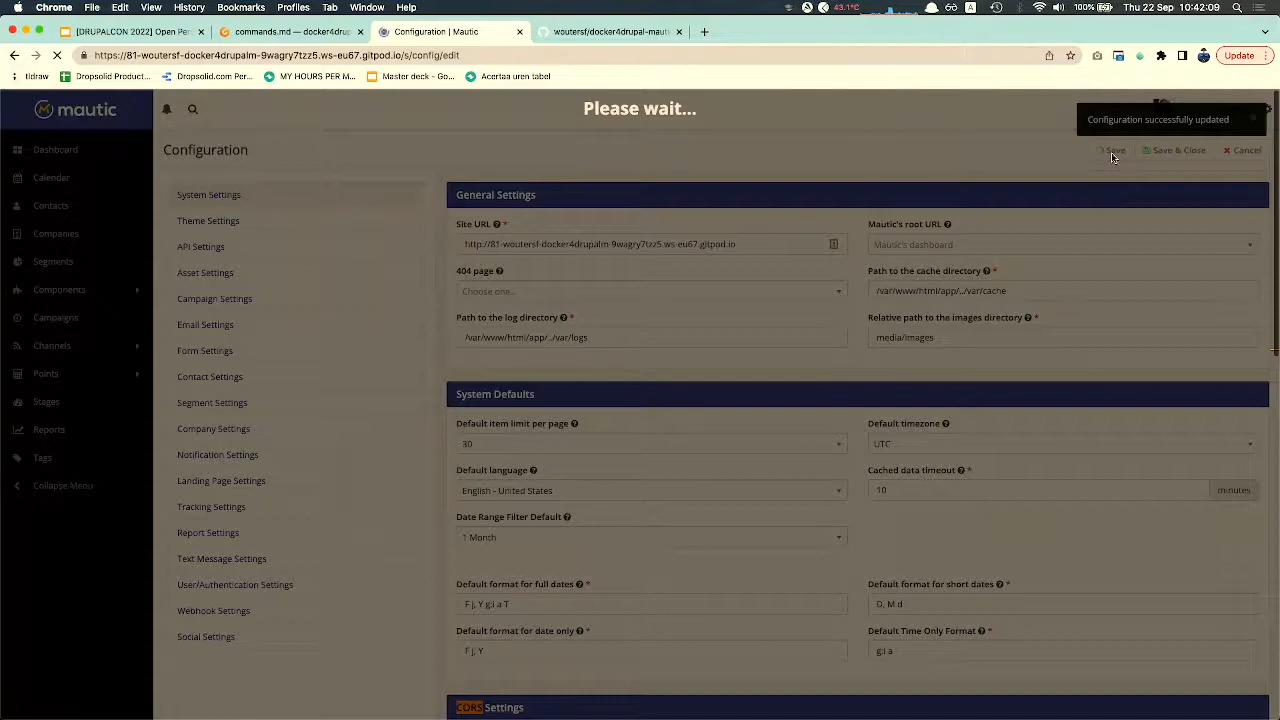 Chrome File Edit View History Bookmarks Profiles Tab Window Help 43.1°C Go A 100% Thu 22 Sep 10:42:09
[DRUPALCON 2022] Open Per × commands.md — docker4drup × Configuration | Mautic × woutersf/docker4drupal-mauti ×
https://81-woutersf-docker4drupalm-9wagry7tzz5.ws-eu67.gitpod.io/s/config/edit Update
tldraw Dropsolid Product... Dropsolid.com Per... MY HOURS PER M... Master deck - Go... Acertaa uren tabel
mautic
Please wait...
Configuration successfully updated
Configuration
Save Save & Close Cancel
Dashboard
Calendar
Contacts
Companies
Segments
Components
Campaigns
Channels
Points
Stages
Reports
Tags
Collapse Menu
System Settings
Theme Settings
API Settings
Asset Settings
Campaign Settings
Email Settings
Form Settings
Contact Settings
Segment Settings
Company Settings
Notification Settings
Landing Page Settings
Tracking Settings
Report Settings
Text Message Settings
User/Authentication Settings
Webhook Settings
Social Settings
General Settings
Site URL * Mautic's root URL
http://81-woutersf-docker4drupalm-9wagry7tzz5.ws-eu67.gitpod.io Mautic's dashboard
404 page Path to the cache directory *
Choose one... /var/www/html/app/../var/cache
Path to the log directory * Relative path to the images directory *
/var/www/html/app/../var/logs media/images
System Defaults
Default item limit per page Default timezone
30 UTC
Default language Cached data timeout *
English - United States 10 minutes
Date Range Filter Default
1 Month
Default format for full dates * Default format for short dates *
F j, Y g:i a T D, M d
Default format for date only * Default Time Only Format *
F j, Y g:i a
CORS Settings